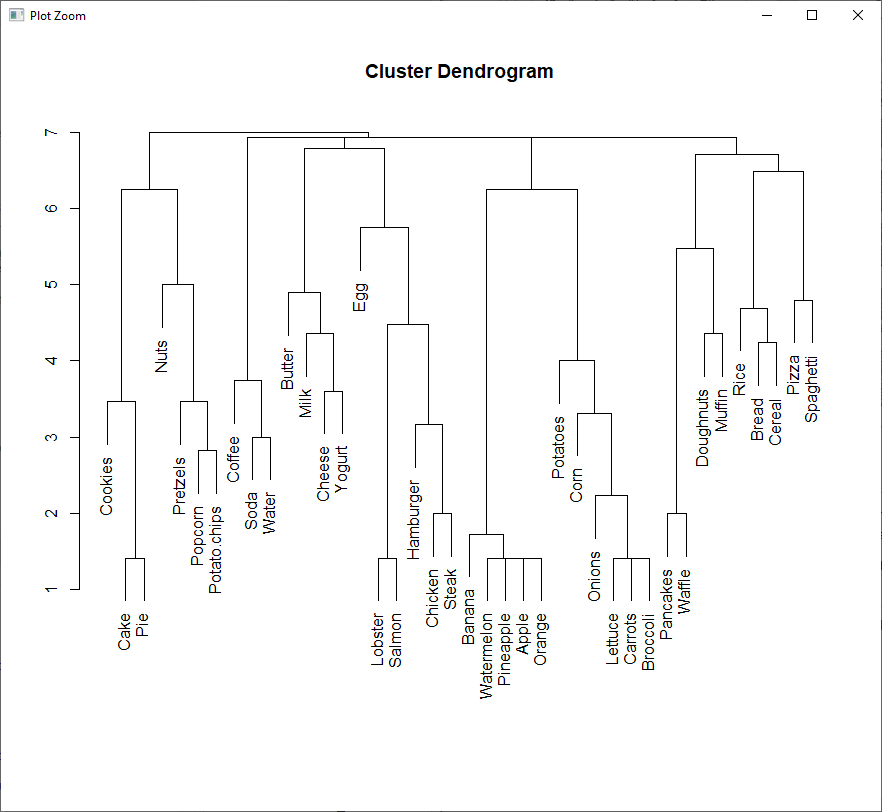 Plot Zoom
Cluster Dendrogram
7
6
5
4
3
2
1
Cookies
Cake
Pie
Nuts
Pretzels
Popcorn
Potato.chips
Coffee
Soda
Water
Butter
Milk
Cheese
Yogurt
Egg
Lobster
Salmon
Hamburger
Chicken
Steak
Banana
Watermelon
Pineapple
Apple
Orange
Potatoes
Corn
Onions
Lettuce
Carrots
Broccoli
Pancakes
Waffle
Doughnuts
Muffin
Rice
Bread
Cereal
Pizza
Spaghetti